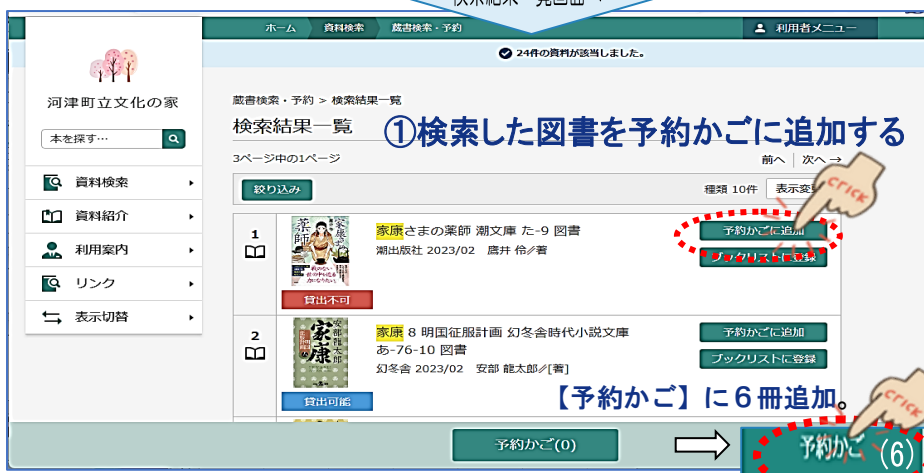 検索結果一覧画面
ホーム 資料検索 蔵書検索・予約 利用者メニュー
24件の資料が該当しました。
河津町立文化の家
本を探す…
資料検索
資料紹介
利用案内
リンク
表示切替
蔵書検索・予約 > 検索結果一覧
検索結果一覧
①検索した図書を予約かごに追加する
3ページ中の1ページ
前へ 次へ→
絞り込み
種類 10件 表示変更
CLICK
1
家康さまの薬師 潮文庫 た-9 図書
潮出版社 2023/02 鷹井 伶∥著
予約かごに追加
ブックリストに登録
貸出不可
2
家康
安部龍太郎
家康 8 明国征服計画 幻冬舎時代小説文庫
あ-76-10 図書
幻冬舎 2023/02 安部 龍太郎∥[著]
予約かごに追加
ブックリストに登録
貸出可能
【予約かご】に6冊追加。
CLICK
予約かご(0)
予約かご(6)